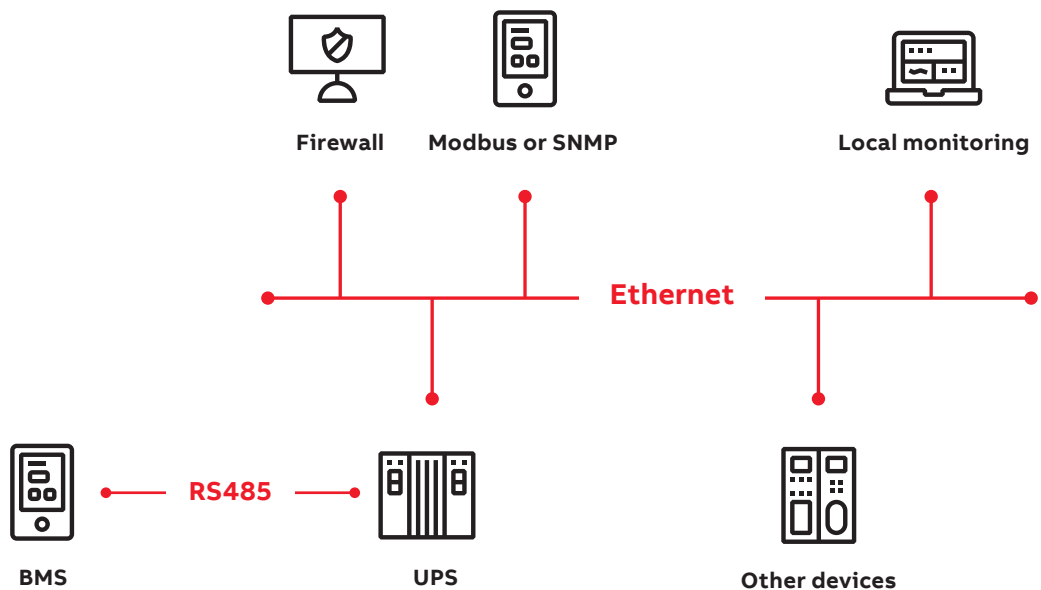 Firewall
Modbus or SNMP
Local monitoring
Ethernet
RS485
BMS
UPS
Other devices